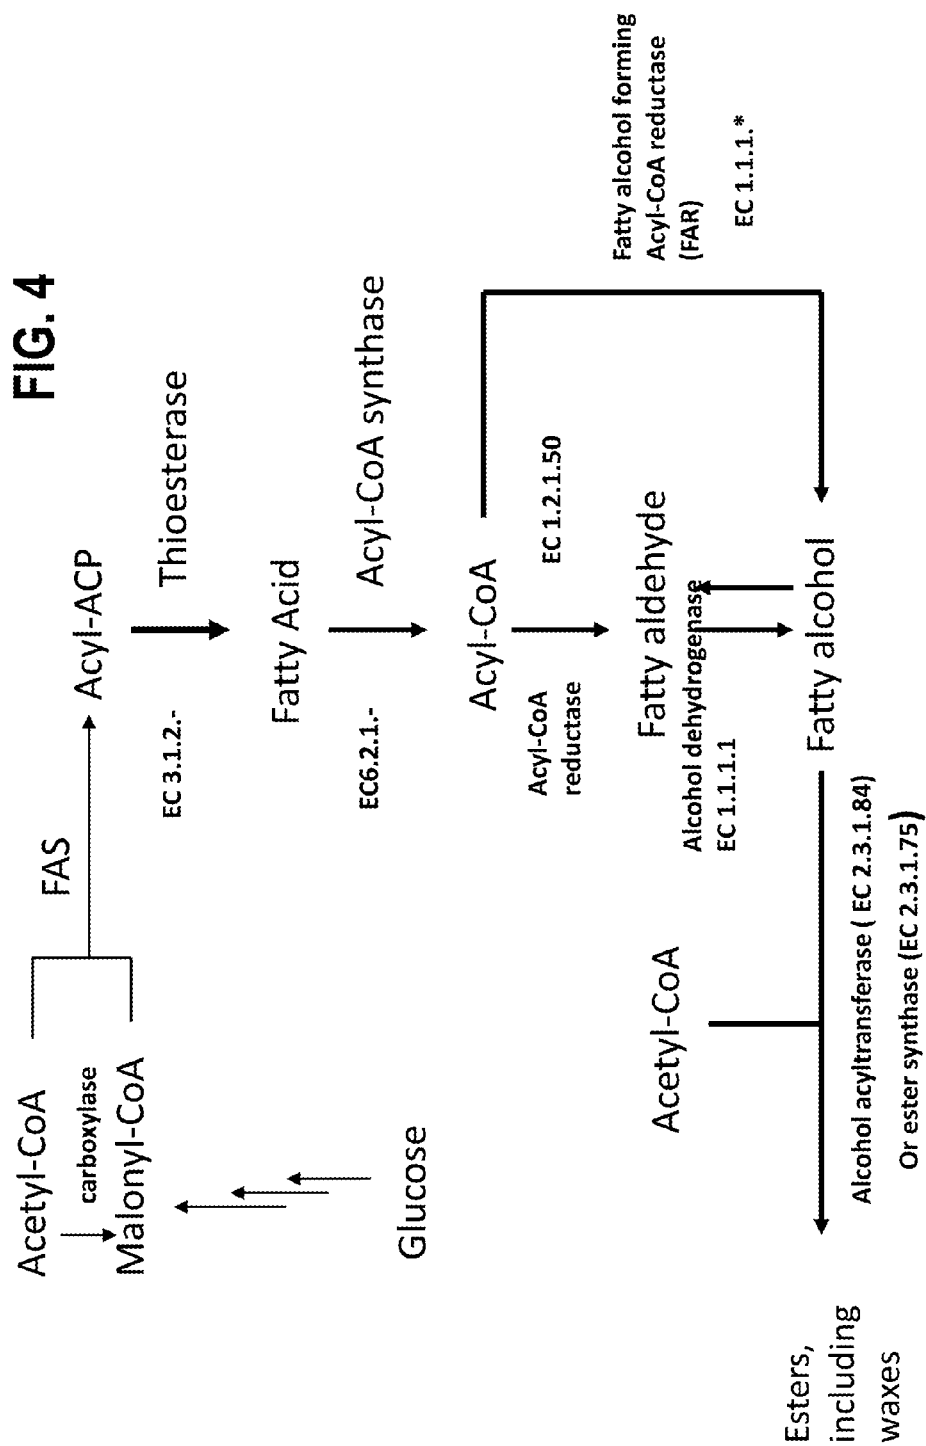 FIG. 4
Acetyl-CoA
carboxylase
Malonyl-CoA
Glucose
FAS
Acyl-ACP
EC 3.1.2.-
Thioesterase
Fatty Acid
EC6.2.1.-
Acyl-CoA synthase
Acyl-CoA
Acyl-CoA
reductase
EC 1.2.1.50
Fatty aldehyde
Alcohol dehydrogenase
EC 1.1.1.1
Fatty alcohol
Fatty alcohol forming
Acyl-CoA reductase
(FAR)
EC 1.1.1.*
Acetyl-CoA
Alcohol acyltransferase ( EC 2.3.1.84)
Or ester synthase (EC 2.3.1.75)
Esters,
including
waxes